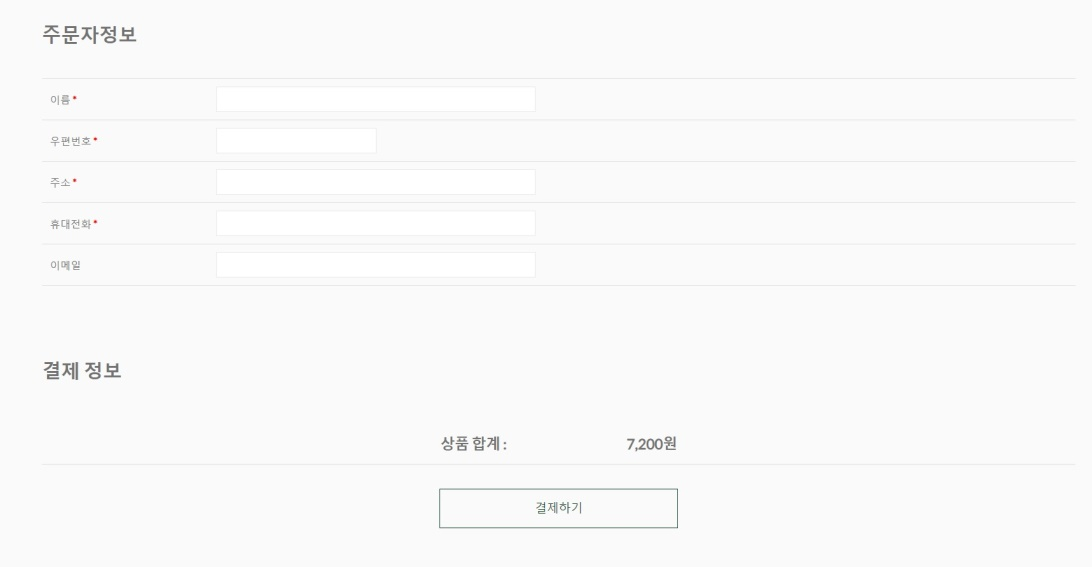 주문자정보
이름 *
우편번호 *
주소 *
휴대전화 *
이메일
결제 정보
상품 합계 : 7,200원
결제하기